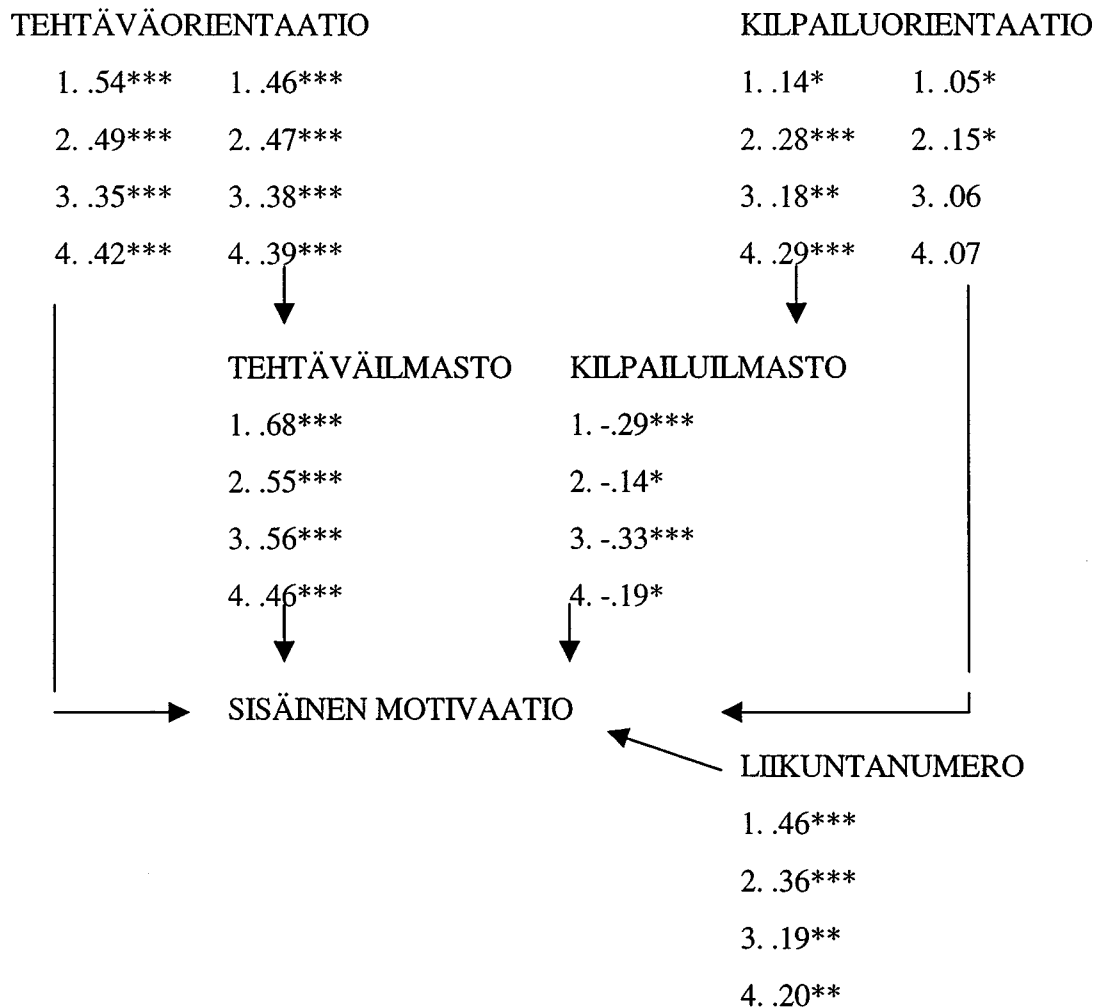 TEHTÄVÄORIENTAATIO KILPAILUORIENTAATIO
1. .54*** 1. .46*** 1. .14* 1. .05*
2. .49*** 2. .47*** 2. .28*** 2. .15*
3. .35*** 3. .38*** 3. .18** 3. .06
4. .42*** 4. .39*** 4. .29*** 4. .07
TEHTÄVÄILMASTO KILPAILUILMASTO
1. .68*** 1. -.29***
2. .55*** 2. -.14*
3. .56*** 3. -.33***
4. .46*** 4. -.19*
SISÄINEN MOTIVAATIO
LIIKUNTANUMERO
1. .46***
2. .36***
3. .19**
4. .20**